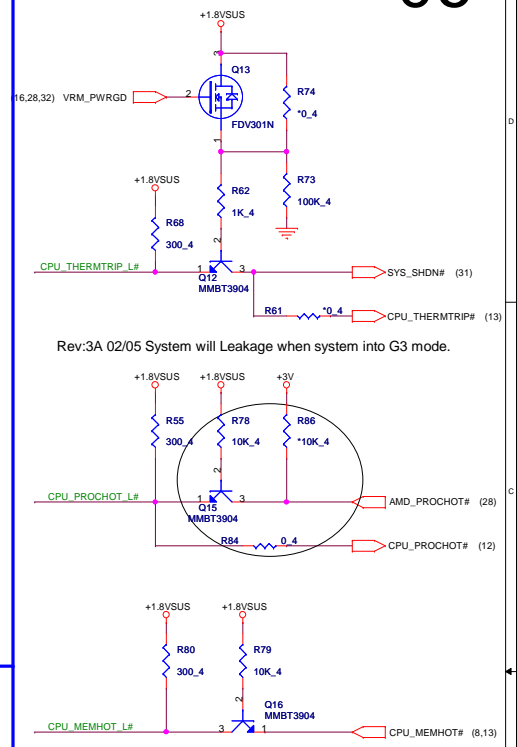 +1.8VSUS
3
Q13
(16,28,32) VRM_PWRGD
2
R74
*0_4
FDV301N
1
D
+1.8VSUS
R62
1K_4
R73
100K_4
R68
300_4
2
CPU_THERMTRIP_L#
1
3
SYS_SHDN# (31)
Q12
MMBT3904
R61
*0_4
CPU_THERMTRIP# (13)
Rev:3A 02/05 System will Leakage when system into G3 mode.
+1.8VSUS
+1.8VSUS
+3V
R55
300_4
R78
10K_4
R86
*10K_4
2
C
CPU_PROCHOT_L#
1
3
AMD_PROCHOT# (28)
Q15
MMBT3904
R84
0_4
CPU_PROCHOT# (12)
+1.8VSUS
+1.8VSUS
R80
300_4
R79
10K_4
2
Q16
MMBT3904
CPU_MEMHOT_L#
3
1
CPU_MEMHOT# (8,13)